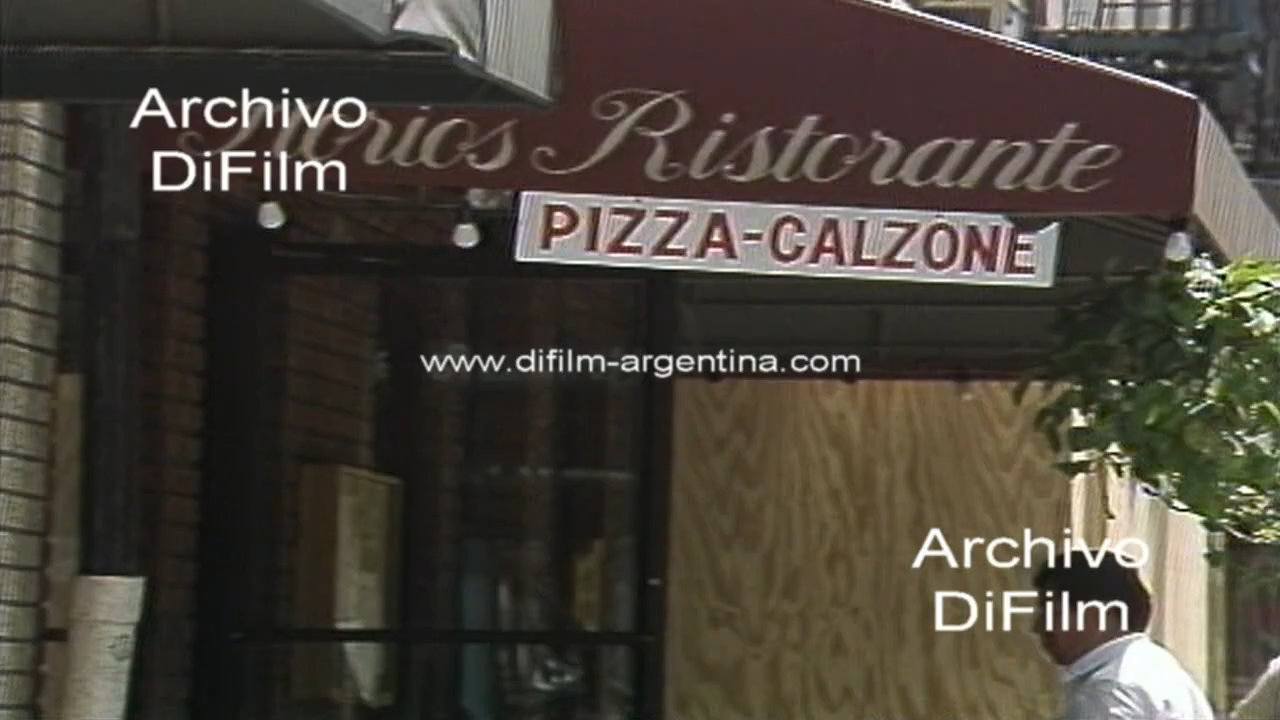 Archivo
DiFilm
Ristorante
PIZZA-CALZONE
www.difilm-argentina.com
Archivo
DiFilm